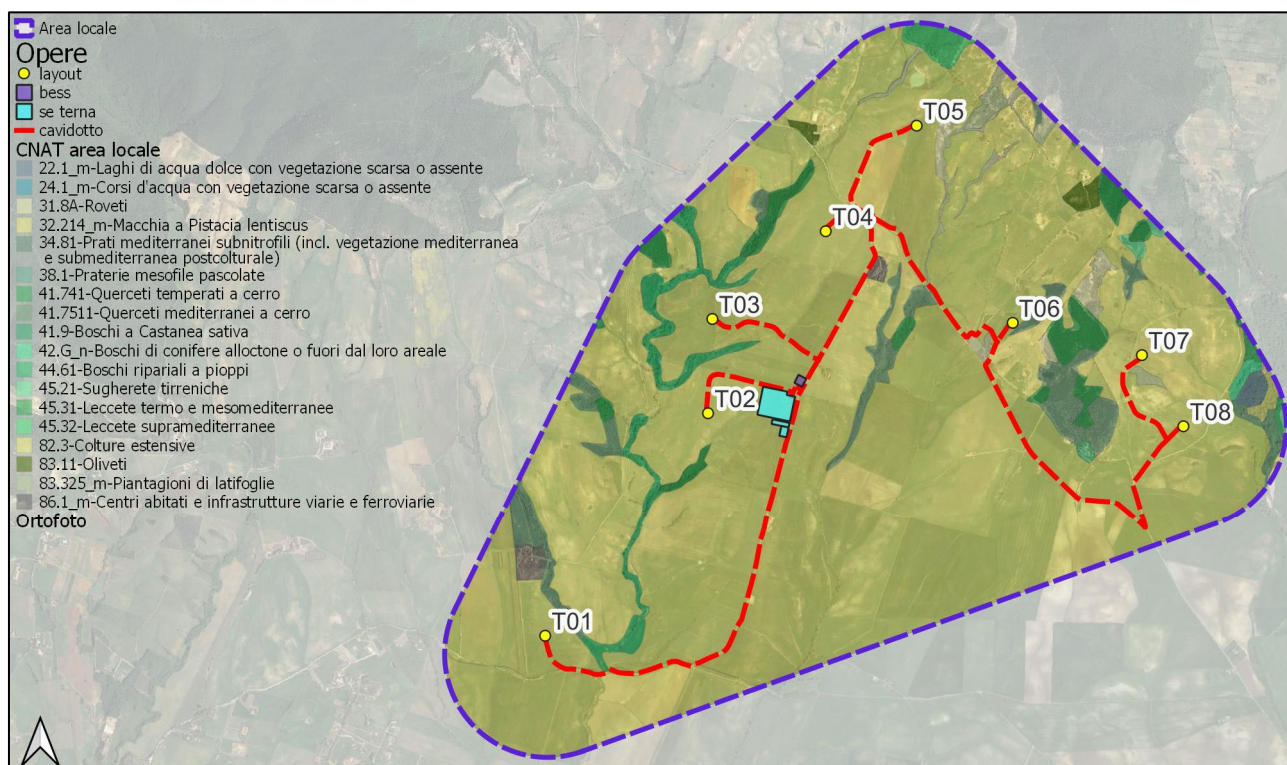 Area locale
Opere
layout
bess
se terna
cavidotto
CNAT area locale
22.1_m-Laghi di acqua dolce con vegetazione scarsa o assente
24.1_m-Corsi d'acqua con vegetazione scarsa o assente
31.8A-Roveti
32.214_m-Macchia a Pistacia lentiscus
34.81-Prati mediterranei subnitrofili (incl. vegetazione mediterranea
e submediterranea postcolturale)
38.1-Praterie mesofile pascolate
41.741-Querceti temperati a cerro
41.7511-Querceti mediterranei a cerro
41.9-Boschi a Castanea sativa
42.G_n-Boschi di conifere alloctone o fuori dal loro areale
44.61-Boschi ripariali a pioppi
45.21-Sugherete tirreniche
45.31-Leccete termo e mesomediterranee
45.32-Leccete supramediterranee
82.3-Colture estensive
83.11-Oliveti
83.325_m-Piantagioni di latifoglie
86.1_m-Centri abitati e infrastrutture viarie e ferroviarie
Ortofoto
T05
T04
T03
T06
T07
T02
T08
T01